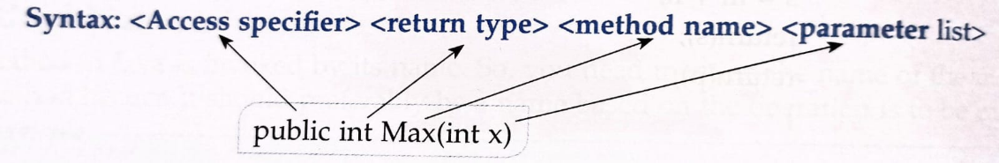 Syntax: <Access specifier> <return type> <method name> <parameter list>
public int Max(int x)